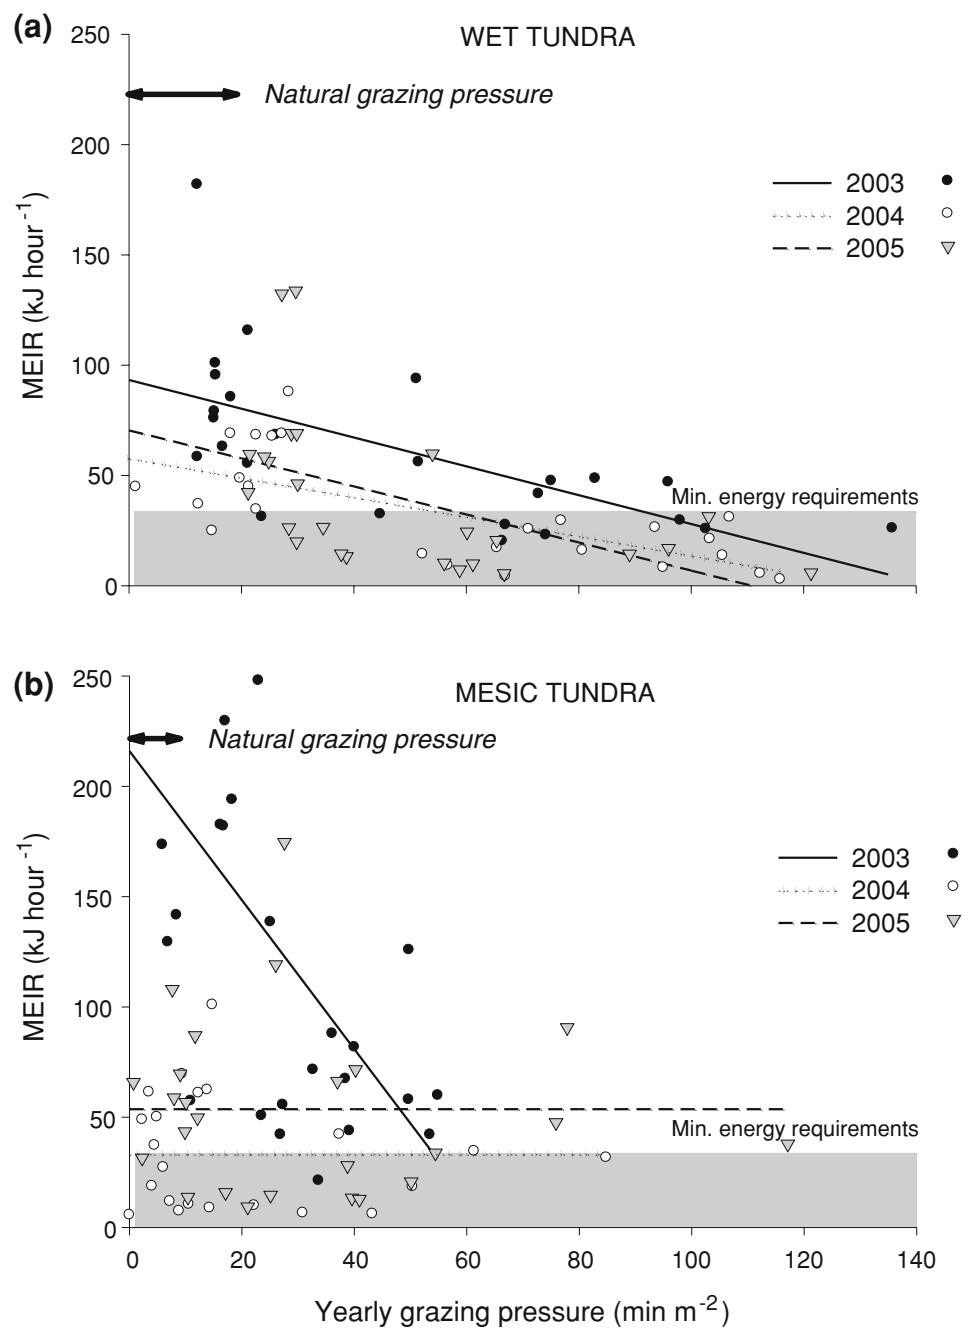 (a)
WET TUNDRA
250
200
150
100
50
0
MEIR (kJ hour⁻¹)
Natural grazing pressure
2003
2004
2005
Min. energy requirements
(b)
MESIC TUNDRA
250
200
150
100
50
0
MEIR (kJ hour⁻¹)
Natural grazing pressure
2003
2004
2005
Min. energy requirements
0 20 40 60 80 100 120 140
Yearly grazing pressure (min m⁻²)